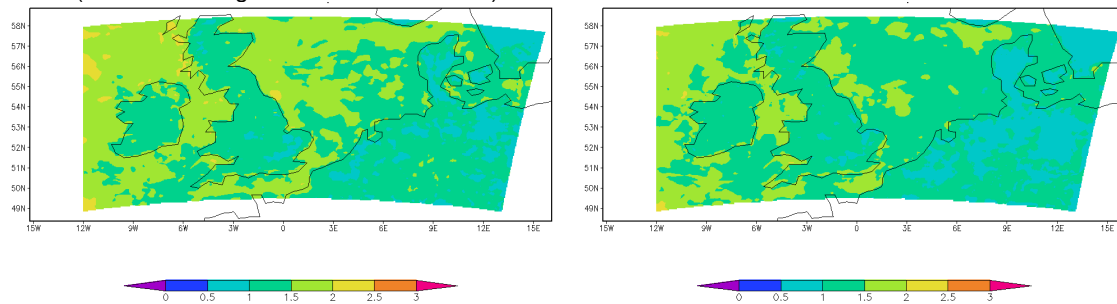 58N 58N
57N 57N
56N 56N
55N 55N
54N 54N
53N 53N
52N 52N
51N 51N
50N 50N
49N 49N
15W 12W 9W 6W 3W 0 3E 6E 9E 12E 15E 15W 12W 9W 6W 3W 0 3E 6E 9E 12E 15E
0 0.5 1 1.5 2 2.5 3 0 0.5 1 1.5 2 2.5 3